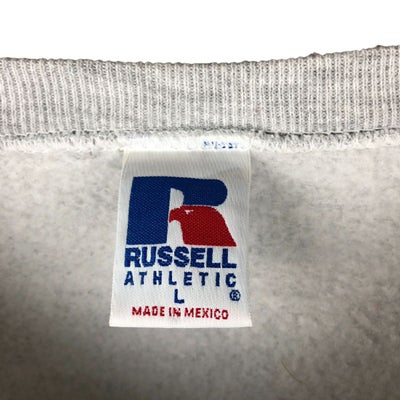 R
RUSSELL
ATHLETIC
L ®
MADE IN MEXICO